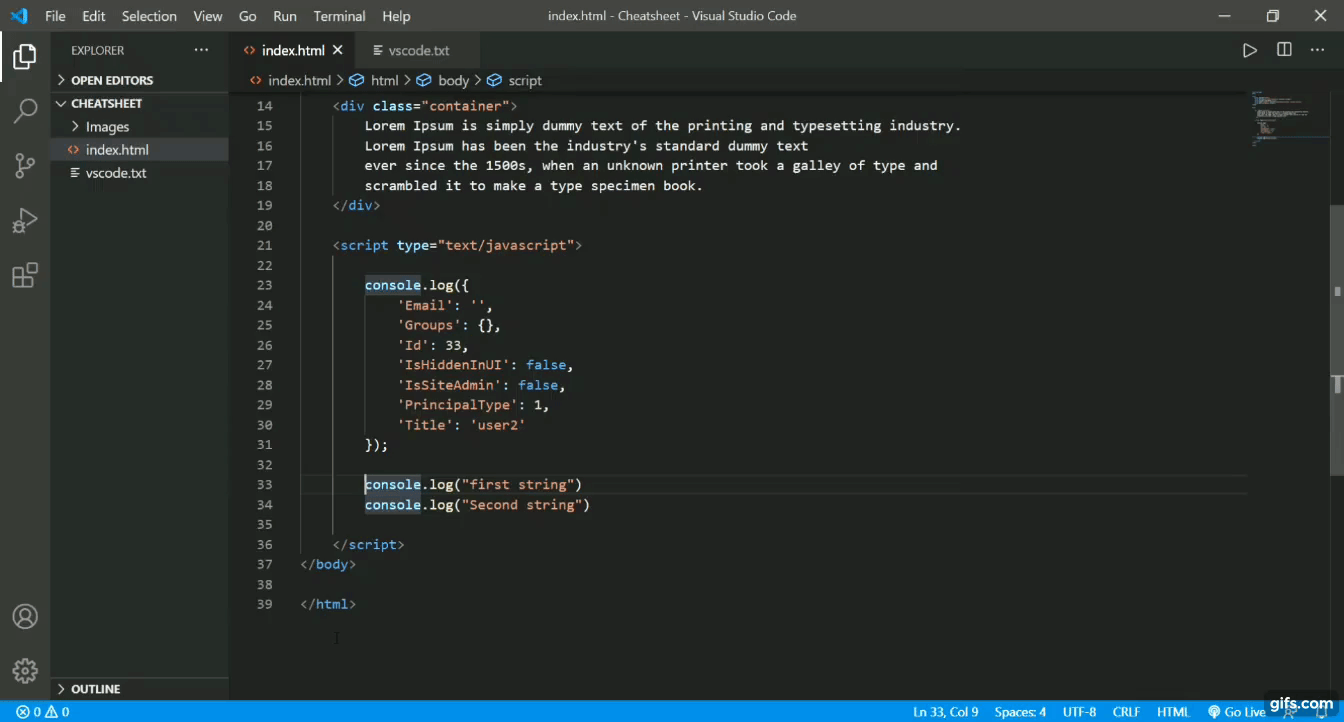 File Edit Selection View Go Run Terminal Help index.html - Cheatsheet - Visual Studio Code
EXPLORER ··· <> index.html × vscode.txt ···
OPEN EDITORS
<> index.html > html > body > script
CHEATSHEET
Images
<> index.html
vscode.txt
14 <div class="container">
15 Lorem Ipsum is simply dummy text of the printing and typesetting industry.
16 Lorem Ipsum has been the industry's standard dummy text
17 ever since the 1500s, when an unknown printer took a galley of type and
18 scrambled it to make a type specimen book.
19 </div>
20
21 <script type="text/javascript">
22
23 console.log({
24 'Email': '',
25 'Groups': {},
26 'Id': 33,
27 'IsHiddenInUI': false,
28 'IsSiteAdmin': false,
29 'PrincipalType': 1,
30 'Title': 'user2'
31 });
32
33 console.log("first string")
34 console.log("Second string")
35
36 </script>
37 </body>
38
39 </html>
OUTLINE
0 0 Ln 33, Col 9 Spaces: 4 UTF-8 CRLF HTML Go Live
gifs.com